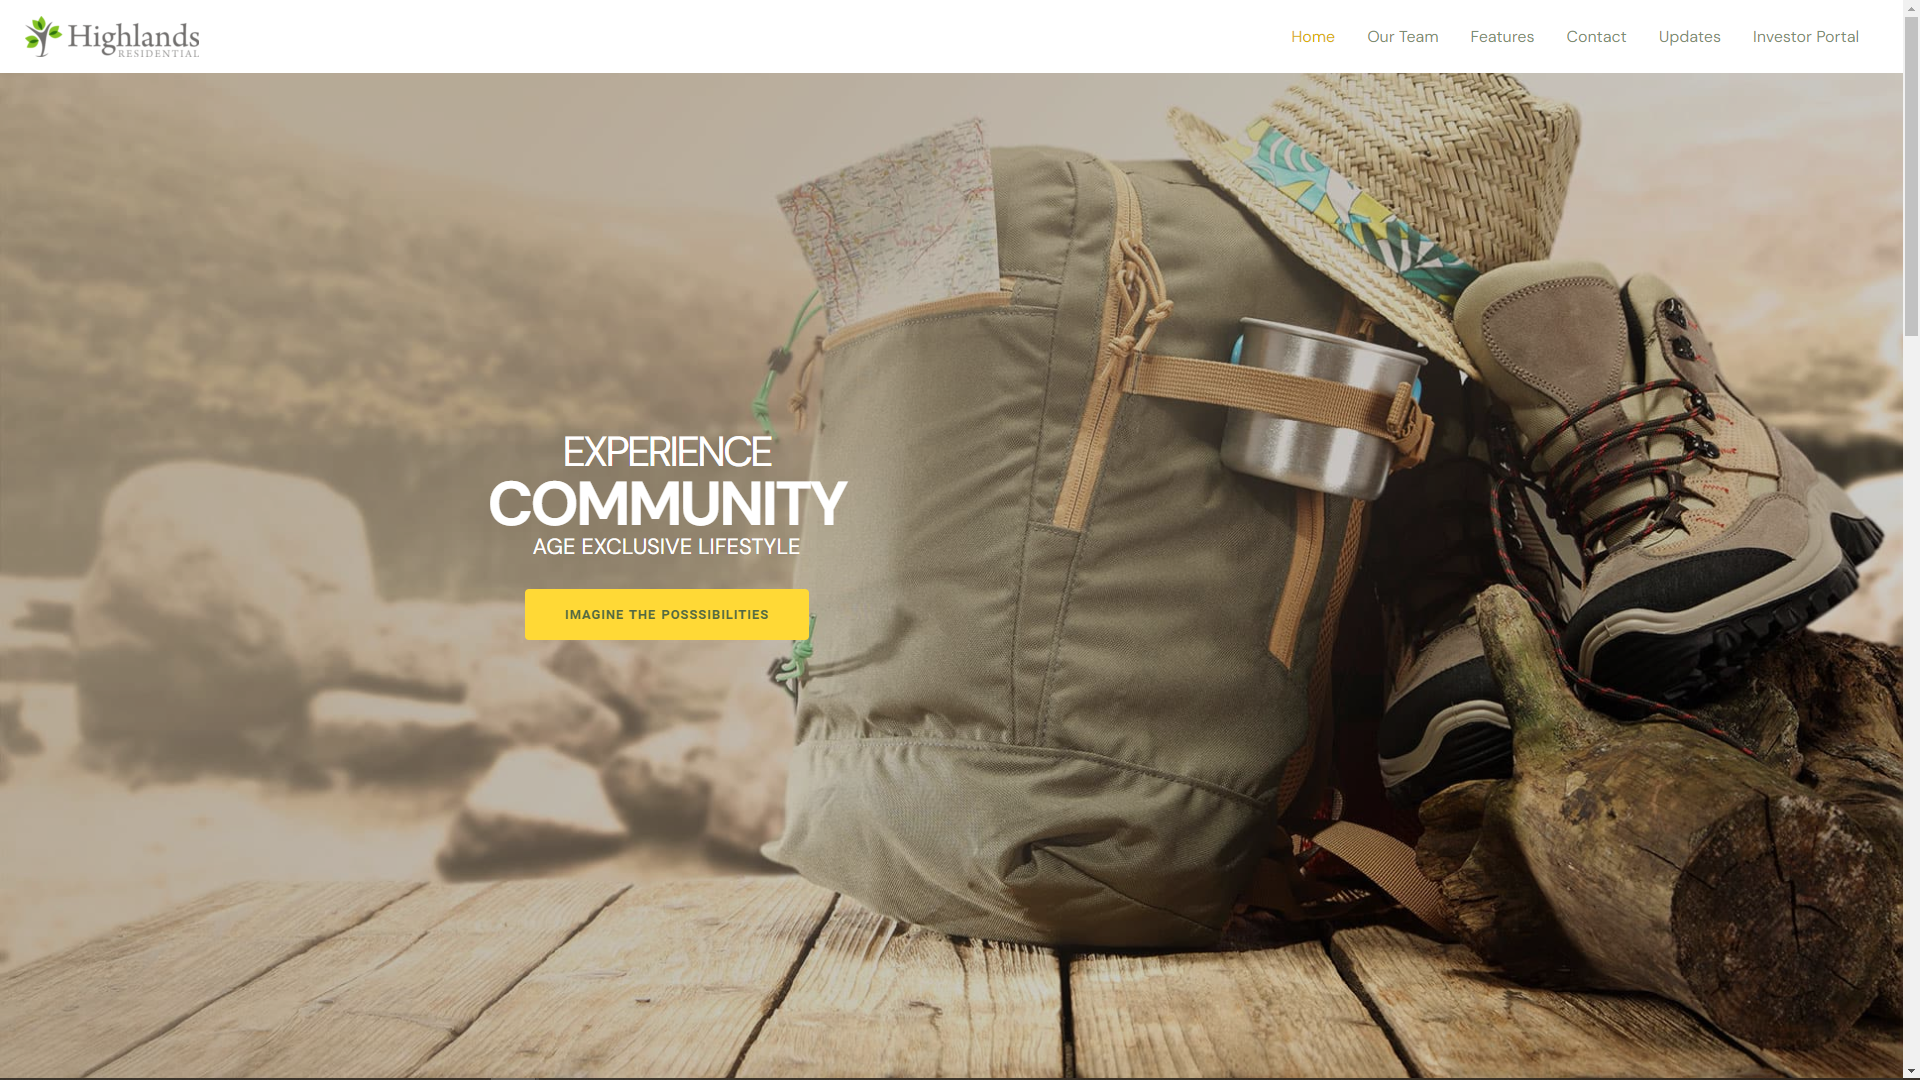 Highlands
RESIDENTIAL
Home
Our Team
Features
Contact
Updates
Investor Portal
EXPERIENCE
COMMUNITY
AGE EXCLUSIVE LIFESTYLE
IMAGINE THE POSSSIBILITIES